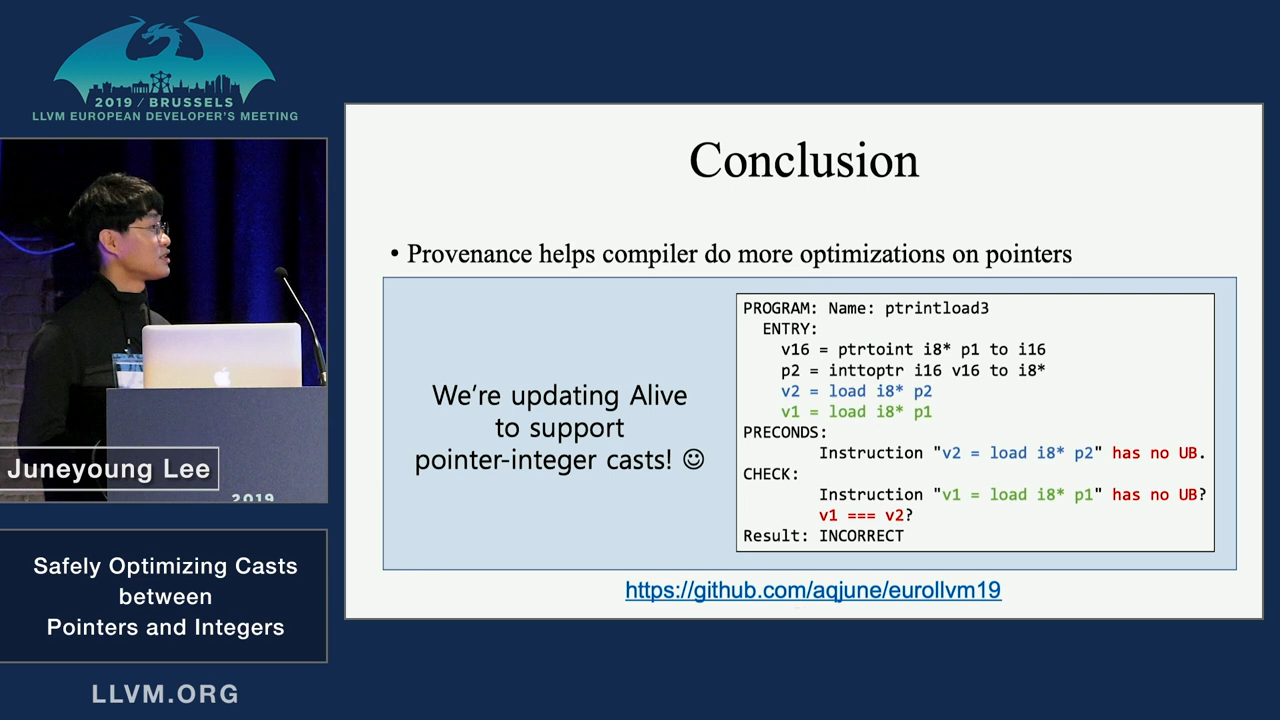 2019 / BRUSSELS
LLVM EUROPEAN DEVELOPER'S MEETING
Juneyoung Lee
2019
Safely Optimizing Casts
between
Pointers and Integers
LLVM.ORG
Conclusion
• Provenance helps compiler do more optimizations on pointers
We're updating Alive
to support
pointer-integer casts! ☺
PROGRAM: Name: ptrintload3
ENTRY:
v16 = ptrtoint i8* p1 to i16
p2 = inttoptr i16 v16 to i8*
v2 = load i8* p2
v1 = load i8* p1
PRECONDS:
Instruction "v2 = load i8* p2" has no UB.
CHECK:
Instruction "v1 = load i8* p1" has no UB?
v1 === v2?
Result: INCORRECT
https://github.com/aqjune/eurollvm19